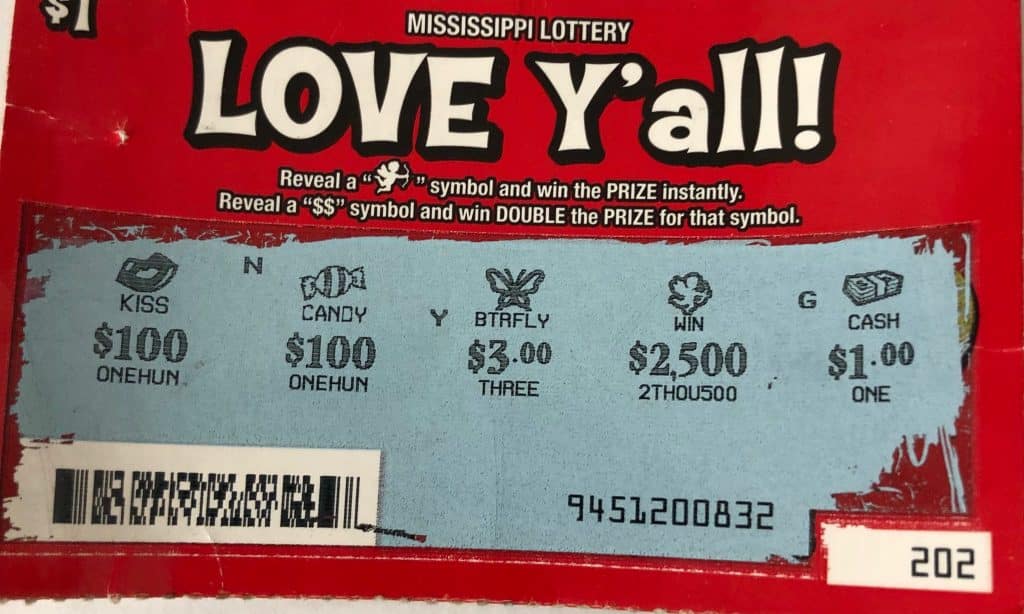 $1
MISSISSIPPI LOTTERY
LOVE Y'all!
Reveal a " " symbol and win the PRIZE instantly.
Reveal a "$$" symbol and win DOUBLE the PRIZE for that symbol.
N Y G
KISS CANDY BTRFLY WIN CASH
$100 $100 $3.00 $2,500 $1.00
ONEHUN ONEHUN THREE 2THOU500 ONE
9451200832
202